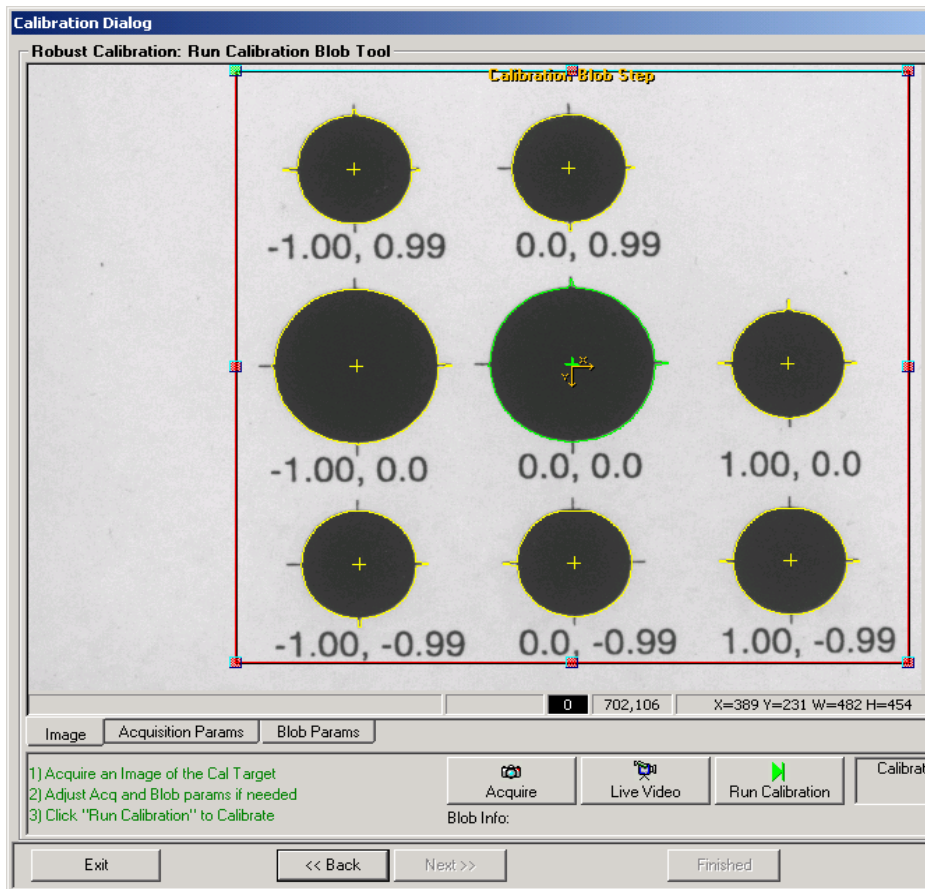 Calibration Dialog
Robust Calibration: Run Calibration Blob Tool
Calibration Blob Step
-1.00, 0.99 0.0, 0.99
X
Y
-1.00, 0.0 0.0, 0.0 1.00, 0.0
-1.00, -0.99 0.0, -0.99 1.00, -0.99
0 702,106 X=389 Y=231 W=482 H=454
Image Acquisition Params Blob Params
1) Acquire an Image of the Cal Target
2) Adjust Acq and Blob params if needed
3) Click "Run Calibration" to Calibrate
Acquire Live Video Run Calibration Calibrat
Blob Info:
Exit << Back Next >> Finished